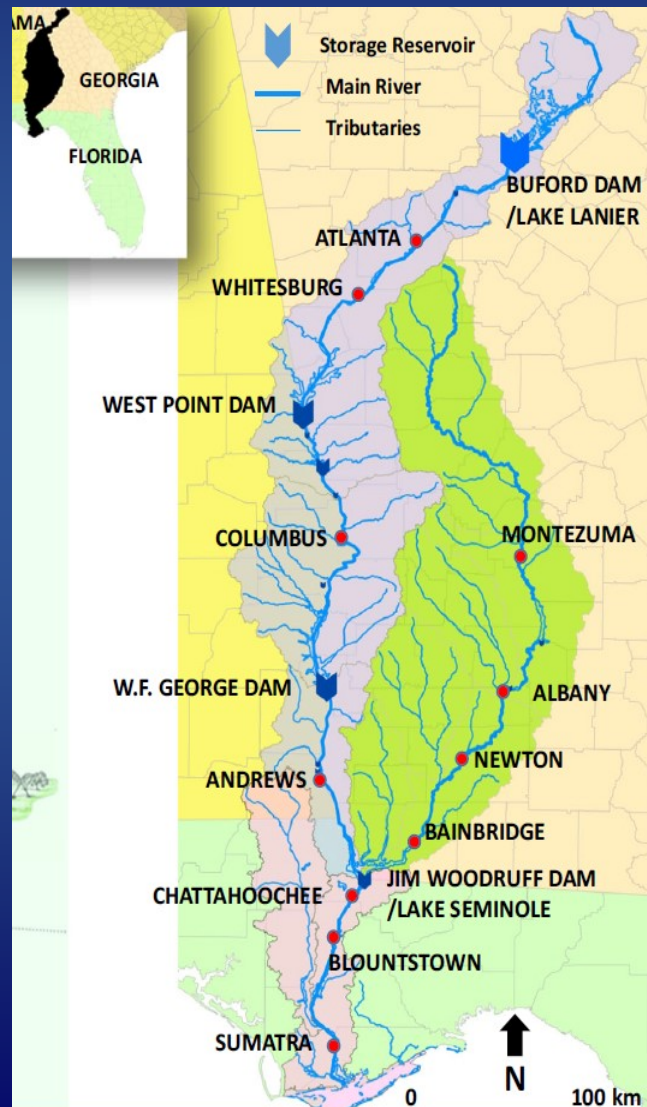 AMA
GEORGIA
FLORIDA
Storage Reservoir
Main River
Tributaries
BUFORD DAM
/LAKE LANIER
ATLANTA
WHITESBURG
WEST POINT DAM
COLUMBUS
MONTEZUMA
W.F. GEORGE DAM
ALBANY
NEWTON
ANDREWS
BAINBRIDGE
JIM WOODRUFF DAM
/LAKE SEMINOLE
CHATTAHOOCHEE
BLOUNTSTOWN
SUMATRA
N
0 100 km